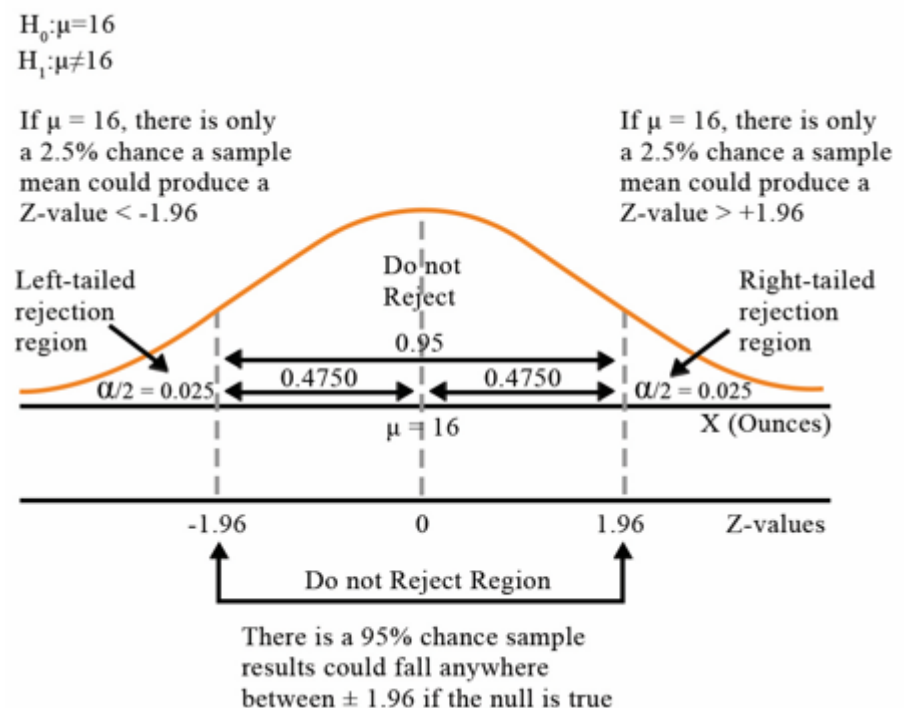 H₀:μ=16
H₁:μ≠16
If μ = 16, there is only
a 2.5% chance a sample
mean could produce a
Z-value < -1.96
If μ = 16, there is only
a 2.5% chance a sample
mean could produce a
Z-value > +1.96
Left-tailed
rejection
region
Do not
Reject
Right-tailed
rejection
region
0.95
0.4750
0.4750
α/2 = 0.025
α/2 = 0.025
μ = 16
X (Ounces)
-1.96
0
1.96
Z-values
Do not Reject Region
There is a 95% chance sample
results could fall anywhere
between ± 1.96 if the null is true